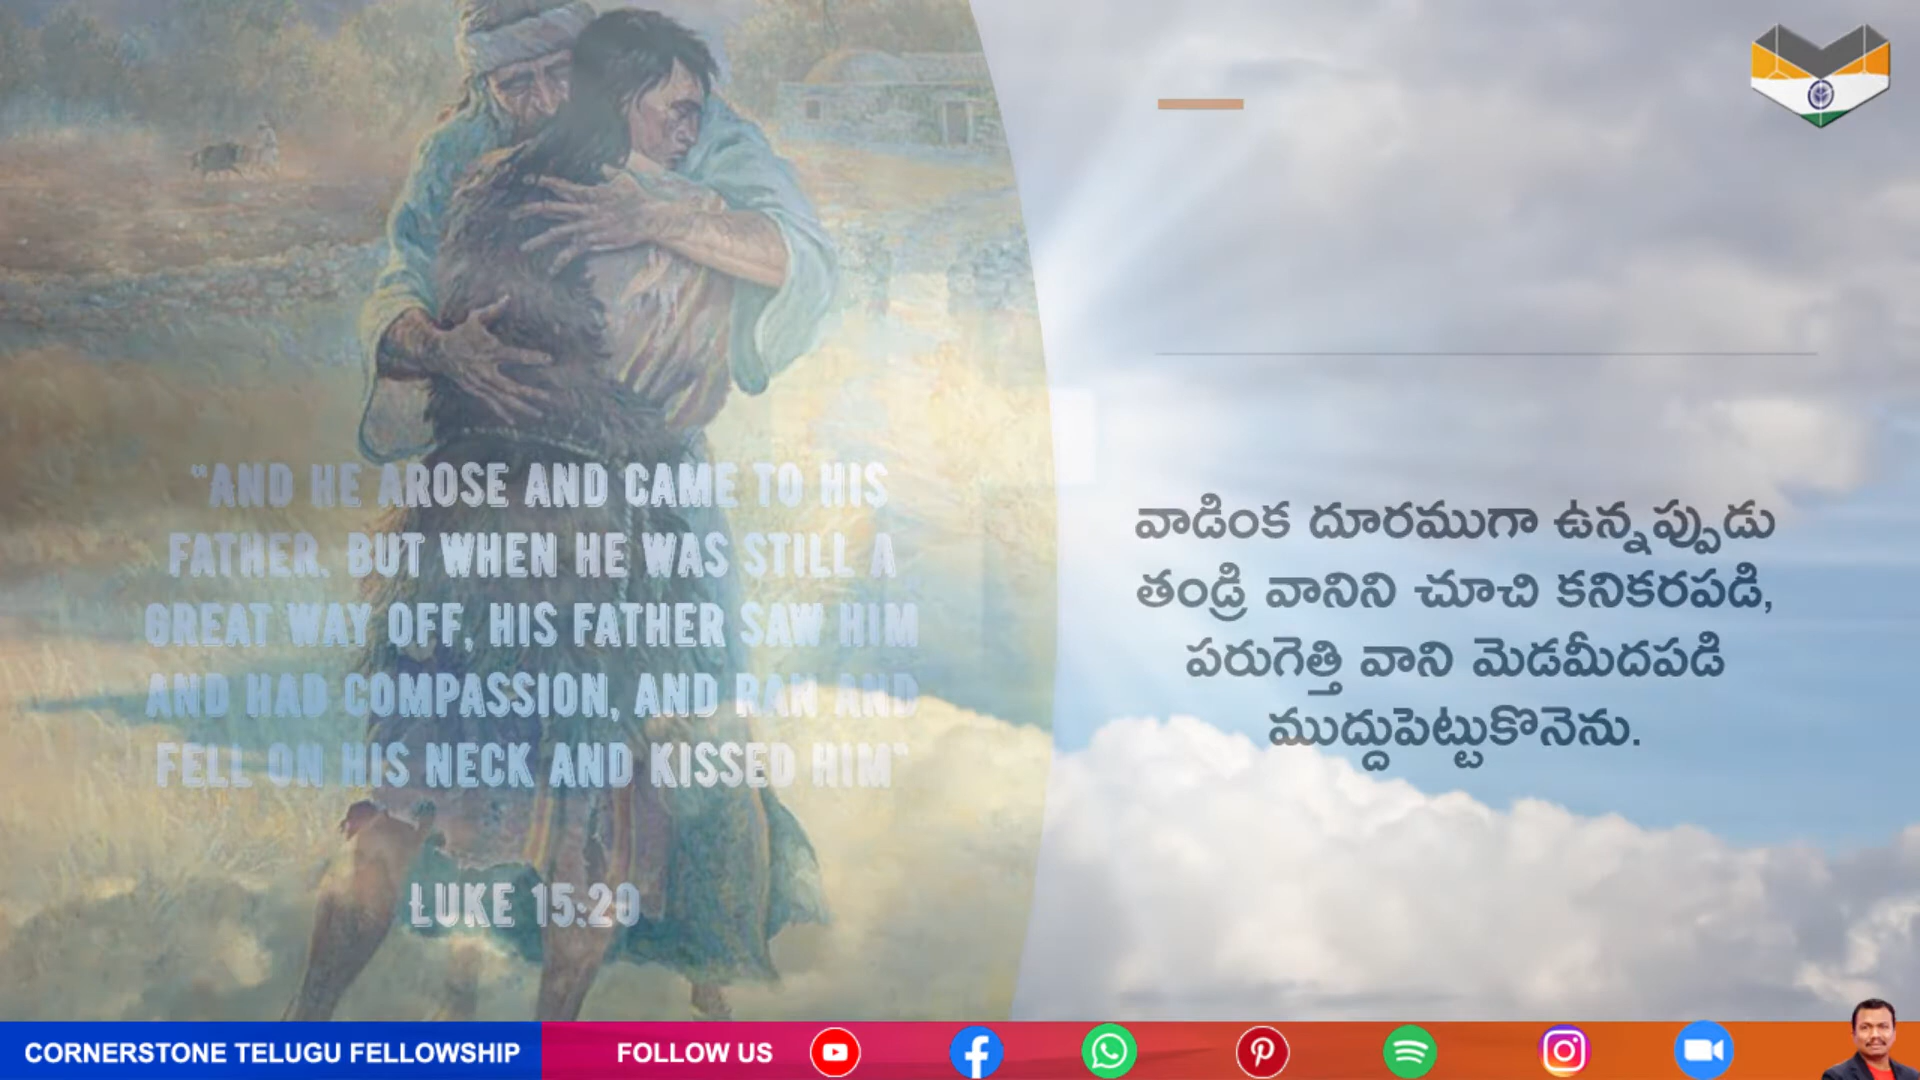 "AND HE AROSE AND CAME TO HIS
FATHER. BUT WHEN HE WAS STILL A
GREAT WAY OFF, HIS FATHER SAW HIM
AND HAD COMPASSION, AND RAN AND
FELL ON HIS NECK AND KISSED HIM"
LUKE 15:20
వాడింక దూరముగా ఉన్నప్పుడు
తండ్రి వానిని చూచి కనికరపడి,
పరుగెత్తి వాని మెడమీదపడి
ముద్దుపెట్టుకొనెను.
CORNERSTONE TELUGU FELLOWSHIP
FOLLOW US